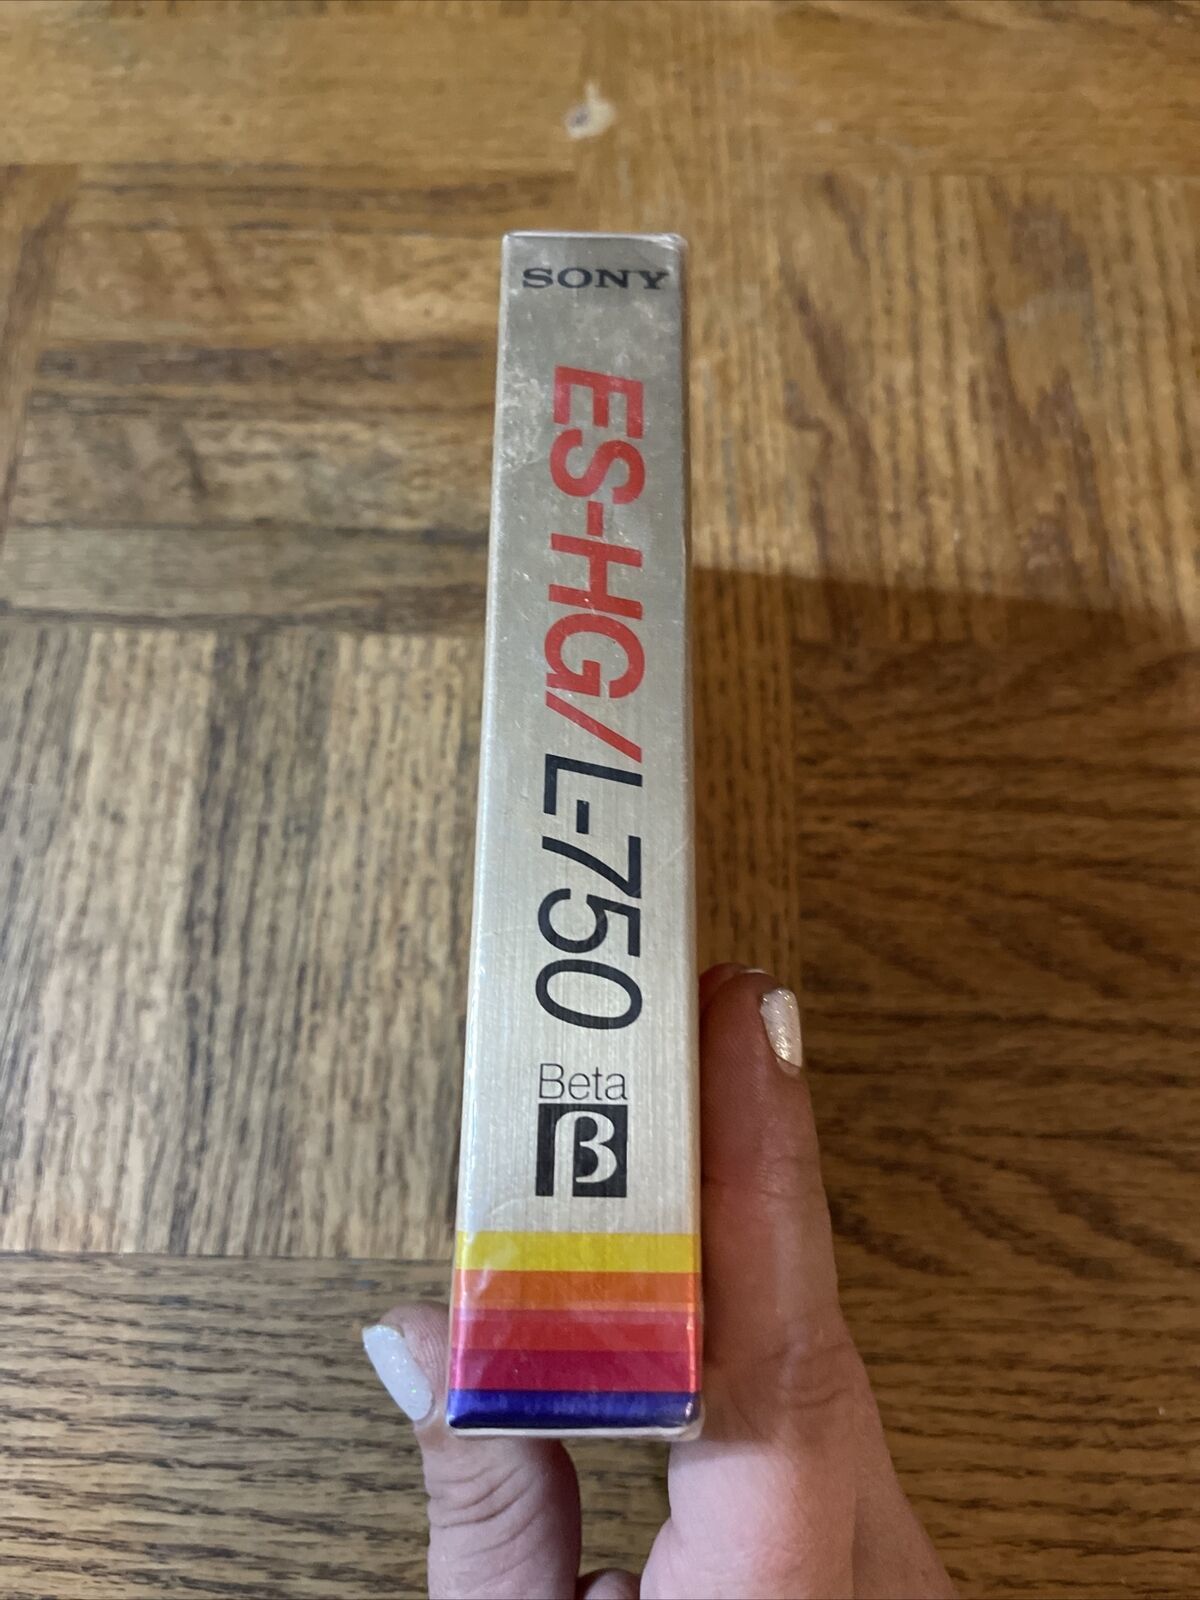 SONY
ES-HG/L-750
Beta
β